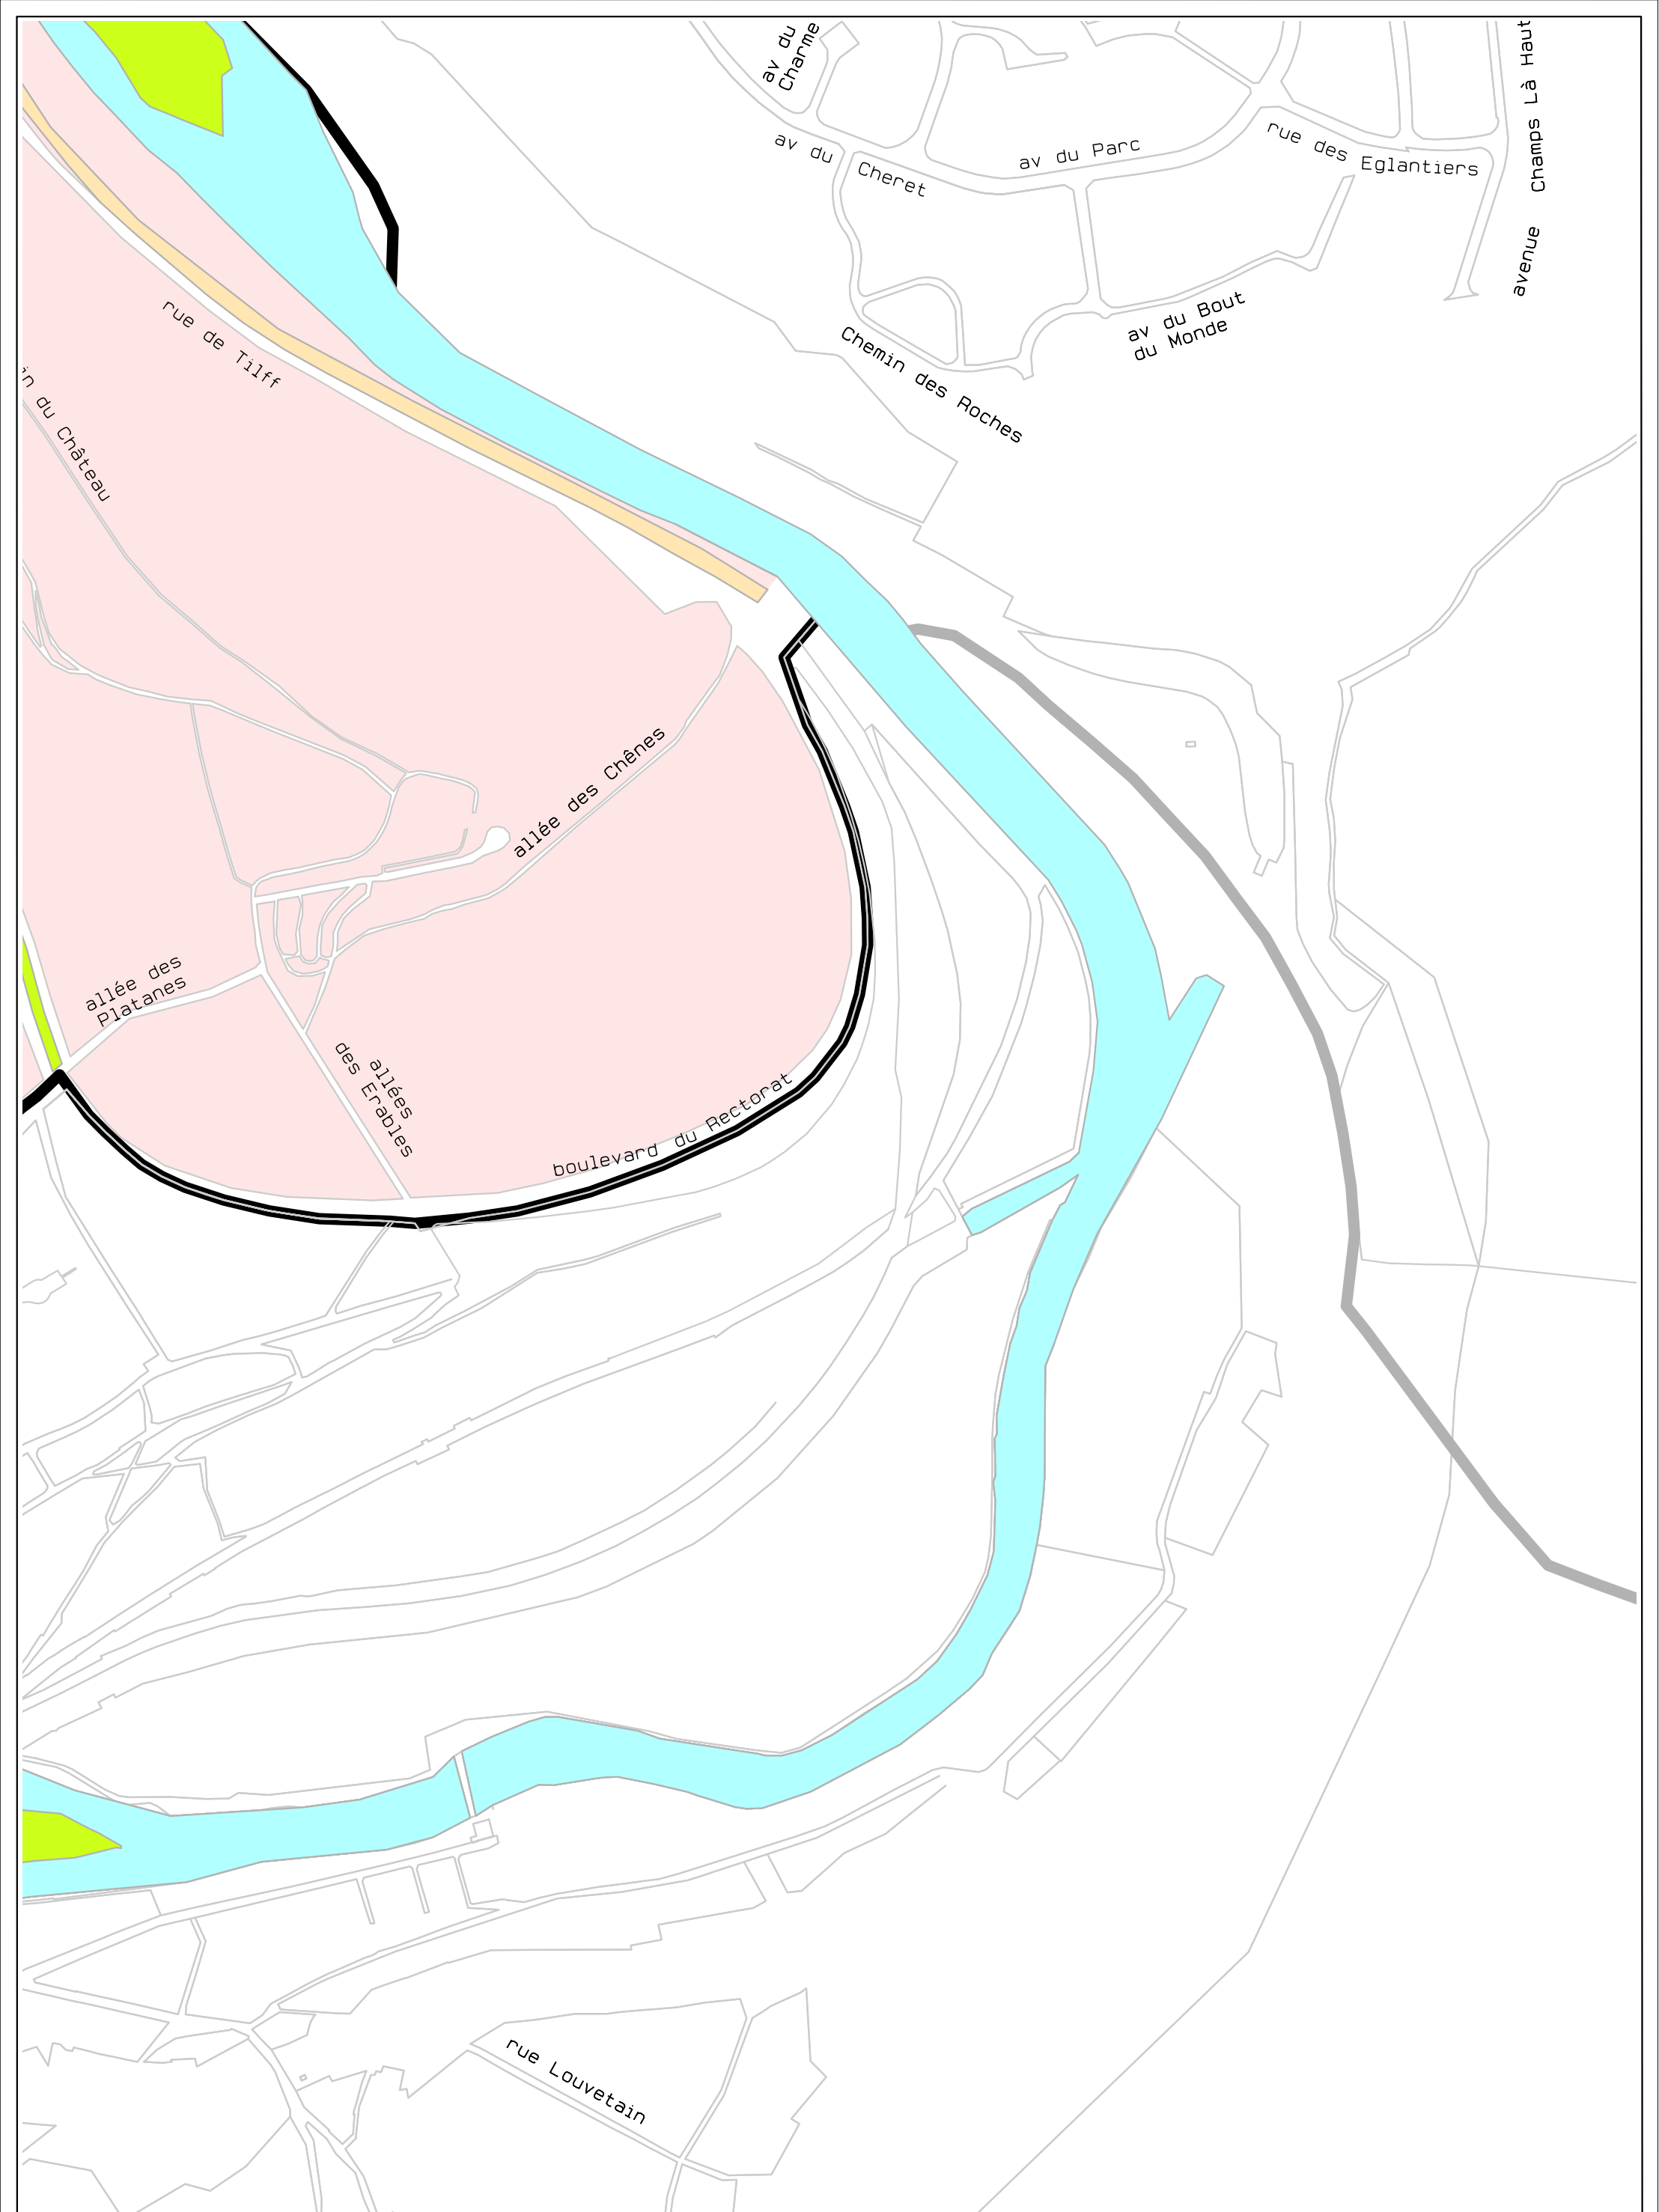 av du
Charme
av du Cheret
av du Parc
rue des Eglantiers
avenue Champs Là Haut
av du Bout
du Monde
Chemin des Roches
rue de Tilff
du Château
allée des Chênes
allée des
Platanes
allées
des Erables
boulevard du Rectorat
rue Louvetain